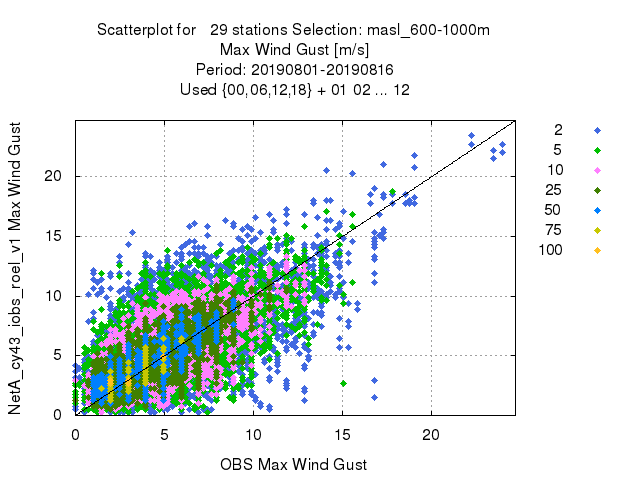 Scatterplot for 29 stations Selection: masl_600-1000m
Max Wind Gust [m/s]
Period: 20190801-20190816
Used {00,06,12,18} + 01 02 ... 12
NetA_cy43_iobs_roel_v1 Max Wind Gust
20
15
10
5
0
0 5 10 15 20
OBS Max Wind Gust
2
5
10
25
50
75
100